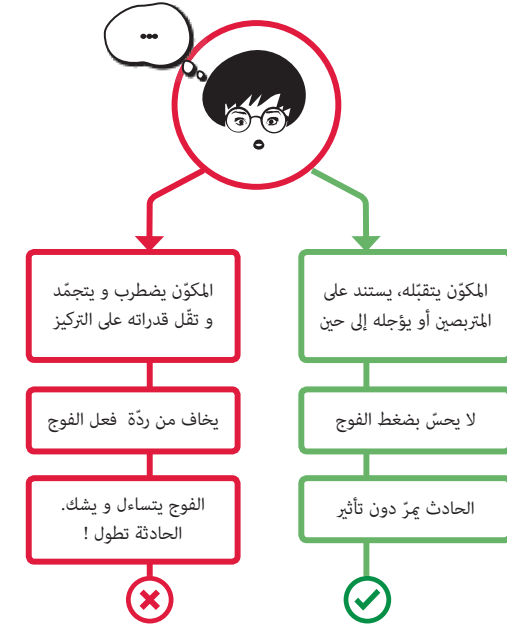 ...
المكوّن يتقبّله، يستند على
المتربصين أو يؤجله إلى حين
لا يحسّ بضغط الفوج
الحادث يمرّ دون تأثير
المكوّن يضطرب و يتجمّد
و تقّل قدراته على التركيز
يخاف من ردّة فعل الفوج
الفوج يتساءل و يشك.
الحادثة تطول !